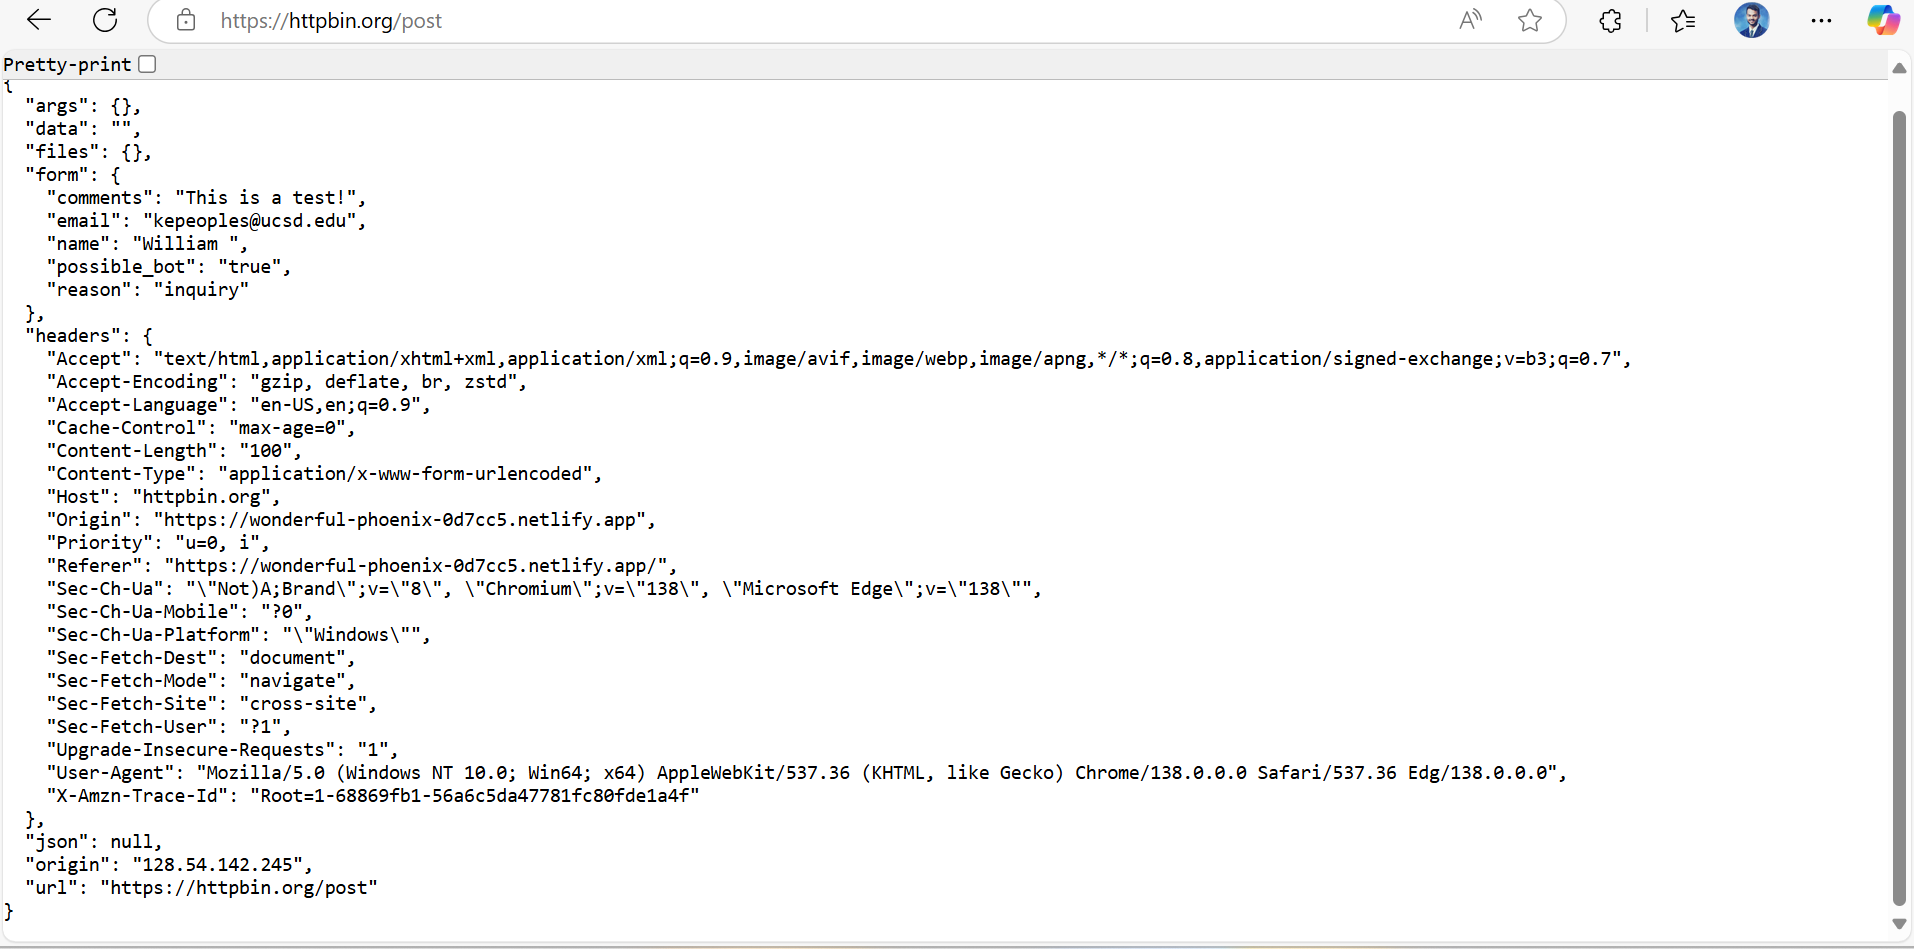 https://httpbin.org/post
Pretty-print
{
  "args": {},
  "data": "",
  "files": {},
  "form": {
    "comments": "This is a test!",
    "email": "kepeoples@ucsd.edu",
    "name": "William ",
    "possible_bot": "true",
    "reason": "inquiry"
  },
  "headers": {
    "Accept": "text/html,application/xhtml+xml,application/xml;q=0.9,image/avif,image/webp,image/apng,*/*;q=0.8,application/signed-exchange;v=b3;q=0.7",
    "Accept-Encoding": "gzip, deflate, br, zstd",
    "Accept-Language": "en-US,en;q=0.9",
    "Cache-Control": "max-age=0",
    "Content-Length": "100",
    "Content-Type": "application/x-www-form-urlencoded",
    "Host": "httpbin.org",
    "Origin": "https://wonderful-phoenix-0d7cc5.netlify.app",
    "Priority": "u=0, i",
    "Referer": "https://wonderful-phoenix-0d7cc5.netlify.app/",
    "Sec-Ch-Ua": "\"Not)A;Brand\";v=\"8\", \"Chromium\";v=\"138\", \"Microsoft Edge\";v=\"138\"",
    "Sec-Ch-Ua-Mobile": "?0",
    "Sec-Ch-Ua-Platform": "\"Windows\"",
    "Sec-Fetch-Dest": "document",
    "Sec-Fetch-Mode": "navigate",
    "Sec-Fetch-Site": "cross-site",
    "Sec-Fetch-User": "?1",
    "Upgrade-Insecure-Requests": "1",
    "User-Agent": "Mozilla/5.0 (Windows NT 10.0; Win64; x64) AppleWebKit/537.36 (KHTML, like Gecko) Chrome/138.0.0.0 Safari/537.36 Edg/138.0.0.0",
    "X-Amzn-Trace-Id": "Root=1-68869fb1-56a6c5da47781fc80fde1a4f"
  },
  "json": null,
  "origin": "128.54.142.245",
  "url": "https://httpbin.org/post"
}